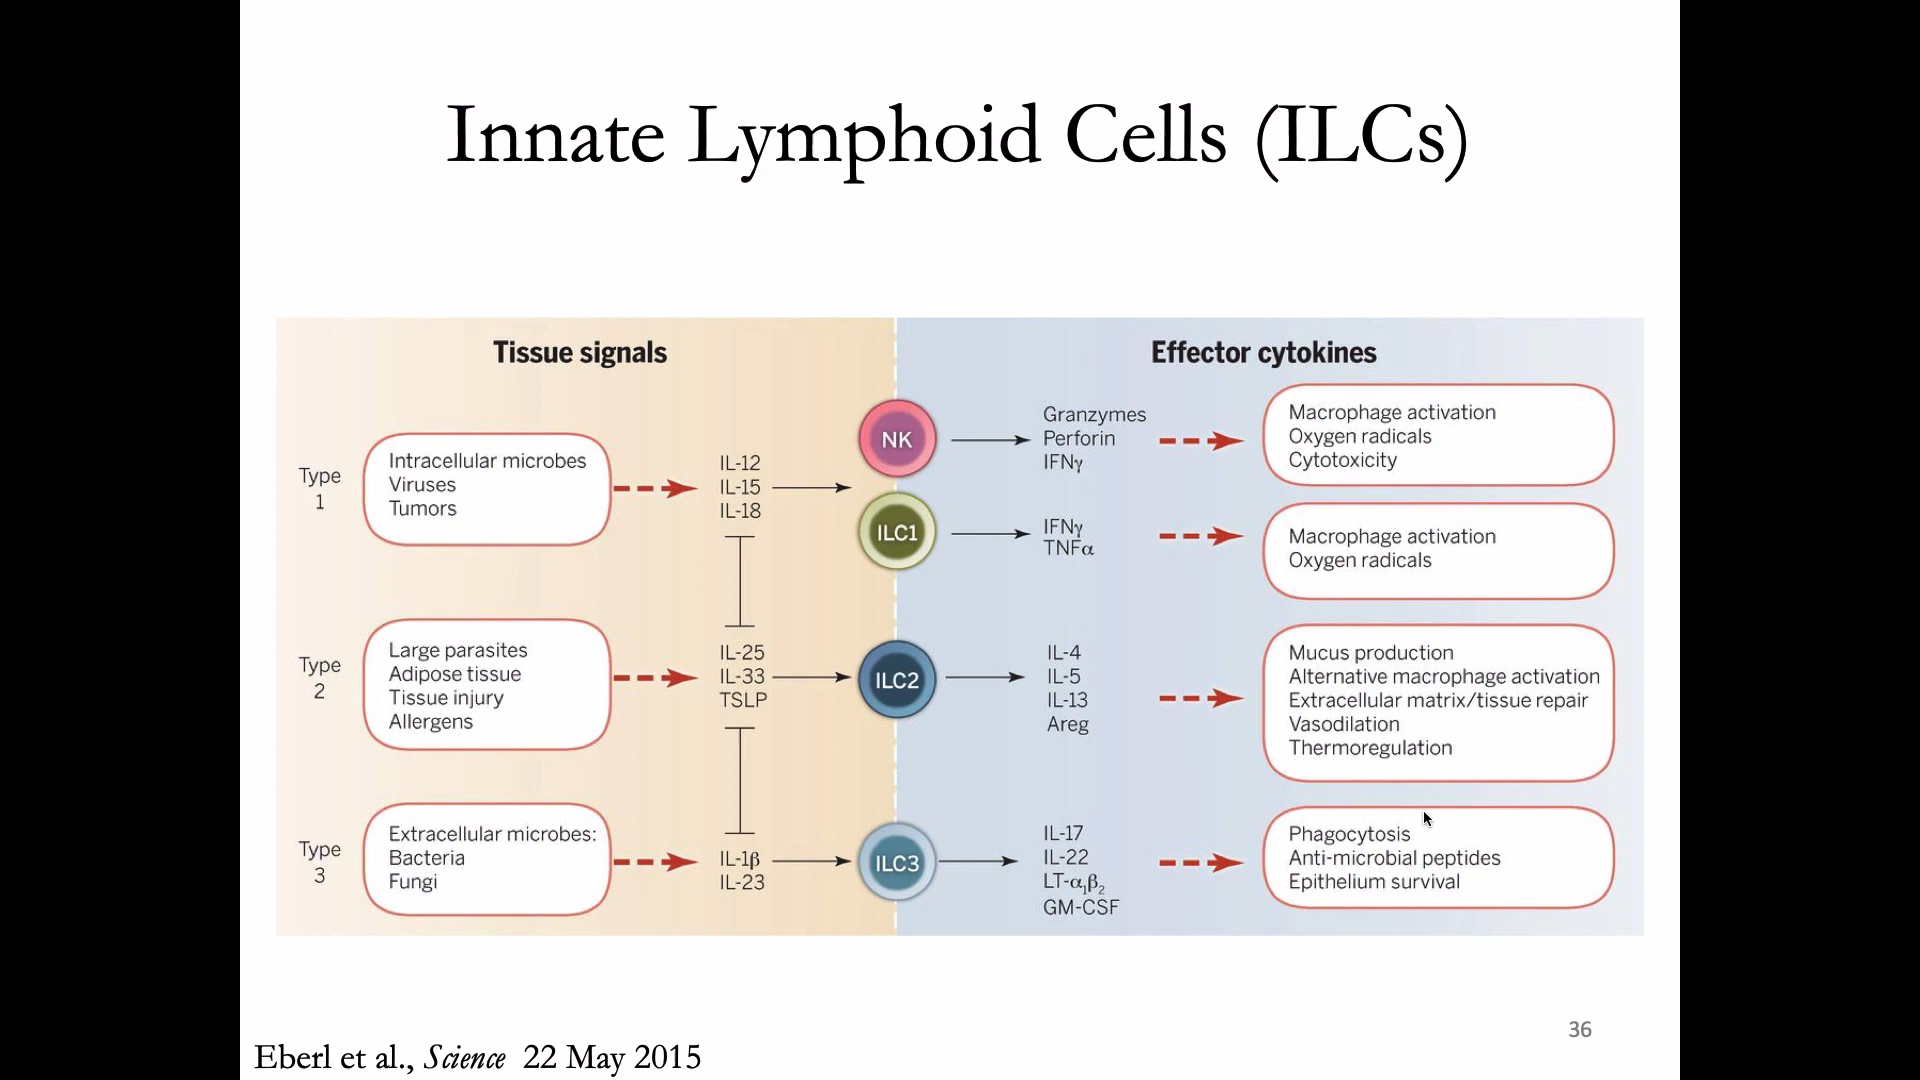 Innate Lymphoid Cells (ILCs)
Tissue signals
Effector cytokines
Type
1
Intracellular microbes
Viruses
Tumors
IL-12
IL-15
IL-18
NK
Granzymes
Perforin
IFNγ
Macrophage activation
Oxygen radicals
Cytotoxicity
ILC1
IFNγ
TNFα
Macrophage activation
Oxygen radicals
Type
2
Large parasites
Adipose tissue
Tissue injury
Allergens
IL-25
IL-33
TSLP
ILC2
IL-4
IL-5
IL-13
Areg
Mucus production
Alternative macrophage activation
Extracellular matrix/tissue repair
Vasodilation
Thermoregulation
Type
3
Extracellular microbes:
Bacteria
Fungi
IL-1β
IL-23
ILC3
IL-17
IL-22
LT-α₁β₂
GM-CSF
Phagocytosis
Anti-microbial peptides
Epithelium survival
36
Eberl et al., Science 22 May 2015